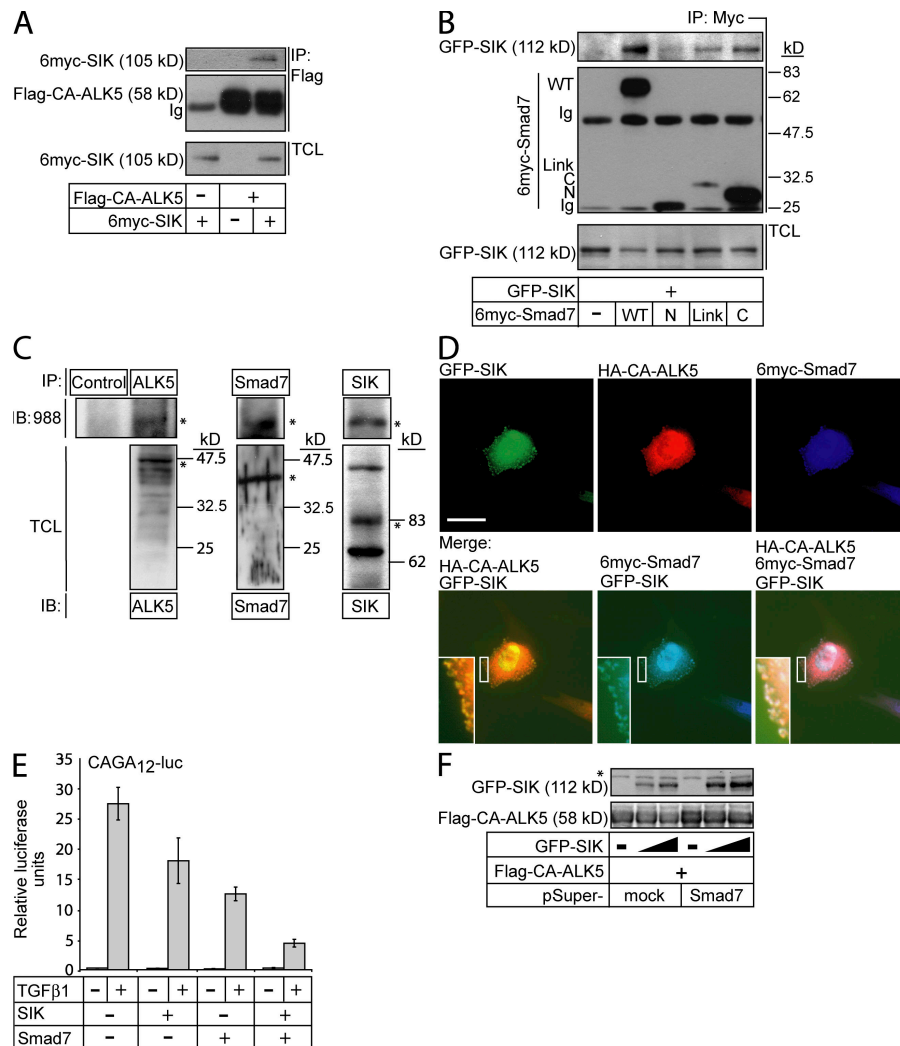 A
6myc-SIK (105 kD)
IP:
Flag
Flag-CA-ALK5 (58 kD)
Ig
6myc-SIK (105 kD)
TCL
Flag-CA-ALK5 - +
6myc-SIK + - +
B
IP: Myc
GFP-SIK (112 kD)
kD
6myc-Smad7
WT
Ig
Link
C
N
Ig
83
62
47.5
32.5
25
GFP-SIK (112 kD)
TCL
GFP-SIK +
6myc-Smad7 - WT N Link C
C
IP: Control ALK5 Smad7 SIK
IB: 988 * * *
kD kD kD
TCL
47.5
*
32.5
25
47.5
*
32.5
25
83
*
62
IB: ALK5 Smad7 SIK
D
GFP-SIK HA-CA-ALK5 6myc-Smad7
Merge:
HA-CA-ALK5
GFP-SIK
6myc-Smad7
GFP-SIK
HA-CA-ALK5
6myc-Smad7
GFP-SIK
E
CAGA12-luc
Relative luciferase
units
35
30
25
20
15
10
5
0
TGFβ1 - + - + - + - +
SIK - + - +
Smad7 - - + +
F
*
GFP-SIK (112 kD)
Flag-CA-ALK5 (58 kD)
GFP-SIK - -
Flag-CA-ALK5 +
pSuper- mock Smad7